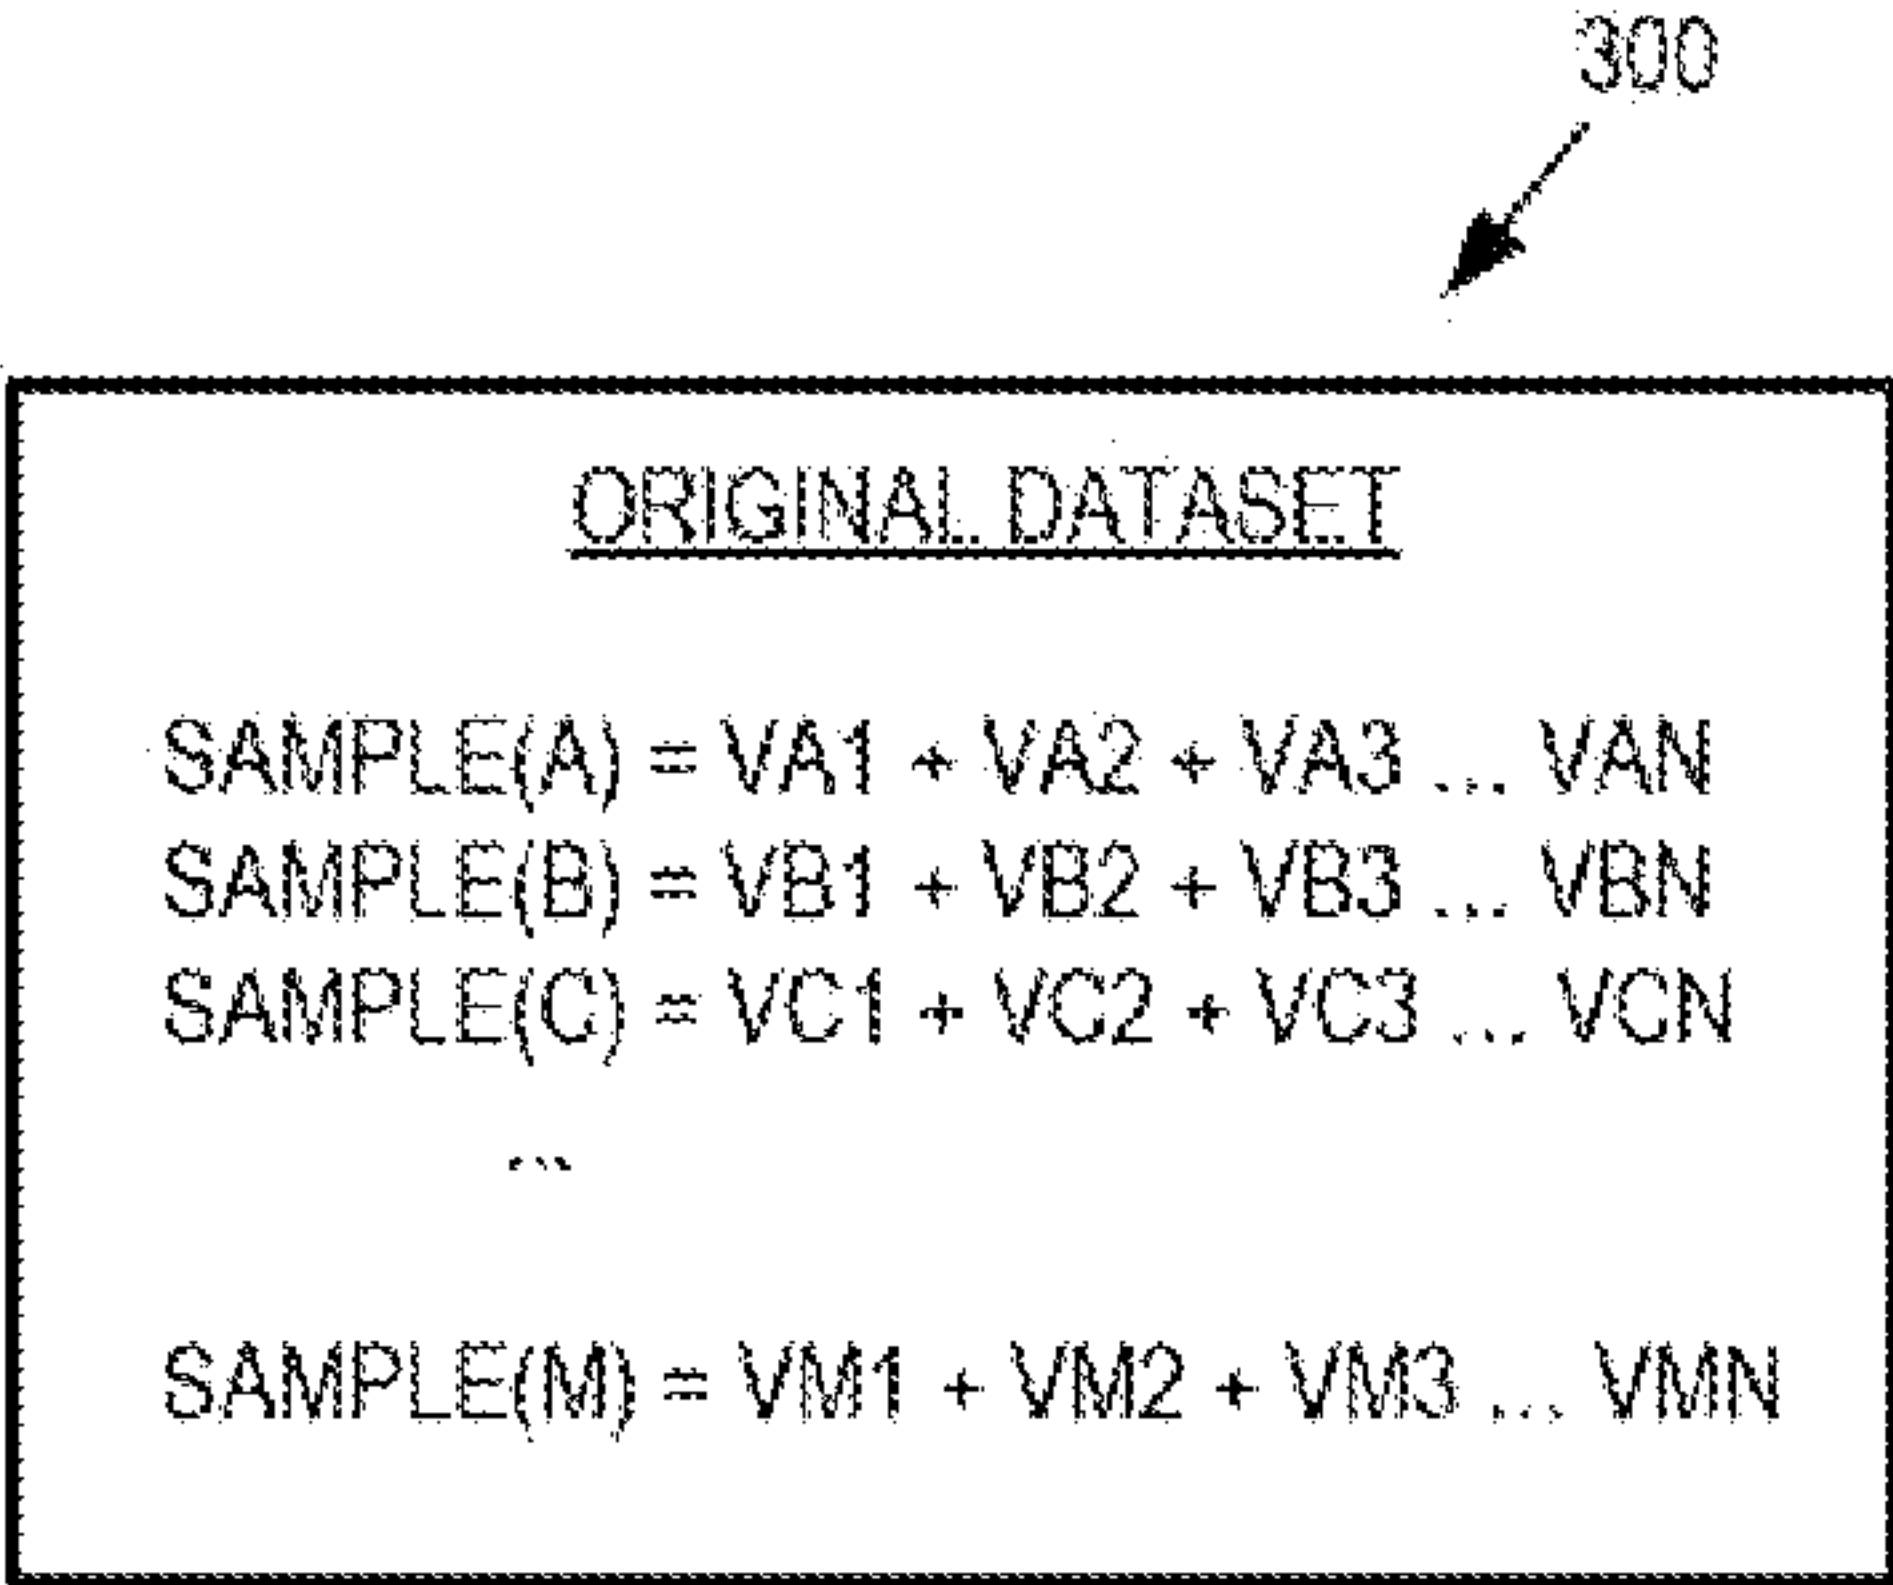 300
ORIGINAL DATASET
SAMPLE(A) = VA1 + VA2 + VA3 ... VAN
SAMPLE(B) = VB1 + VB2 + VB3 ... VBN
SAMPLE(C) = VC1 + VC2 + VC3 ... VCN
...
SAMPLE(M) = VM1 + VM2 + VM3 ... VMN